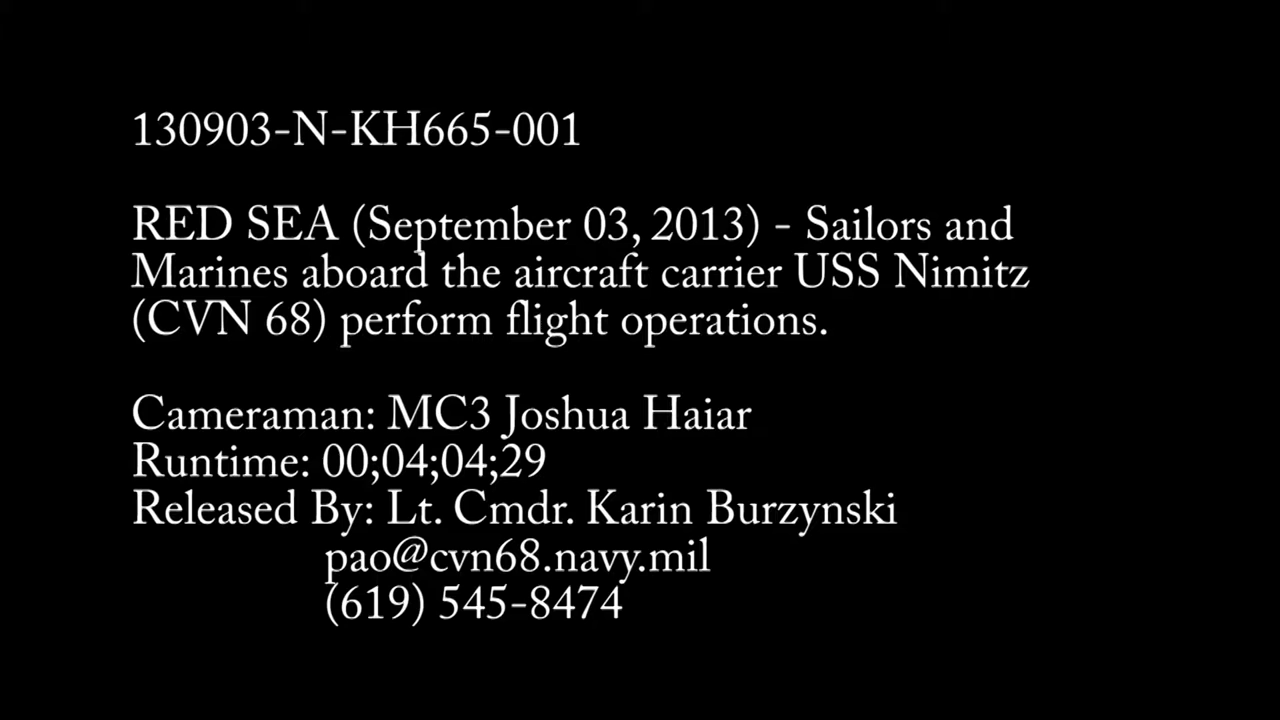 130903-N-KH665-001
RED SEA (September 03, 2013) - Sailors and
Marines aboard the aircraft carrier USS Nimitz
(CVN 68) perform flight operations.
Cameraman: MC3 Joshua Haiar
Runtime: 00;04;04;29
Released By: Lt. Cmdr. Karin Burzynski
pao@cvn68.navy.mil
(619) 545-8474